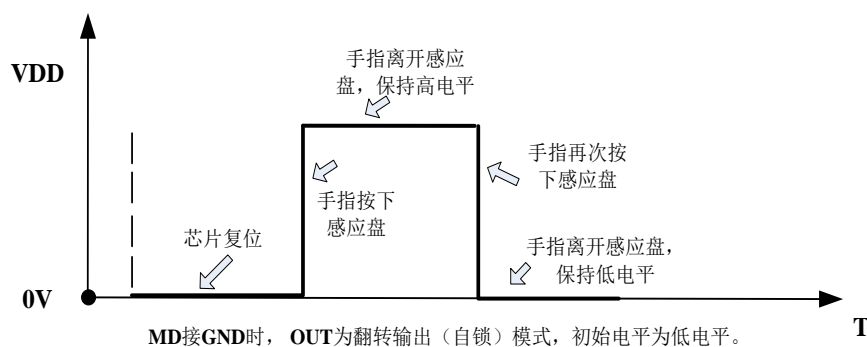 VDD
手指离开感应
盘，保持高电平
手指再次按
下感应盘
手指按下
感应盘
芯片复位
手指离开感应盘，
保持低电平
0V
T
MD接GND时， OUT为翻转输出（自锁）模式，初始电平为低电平。